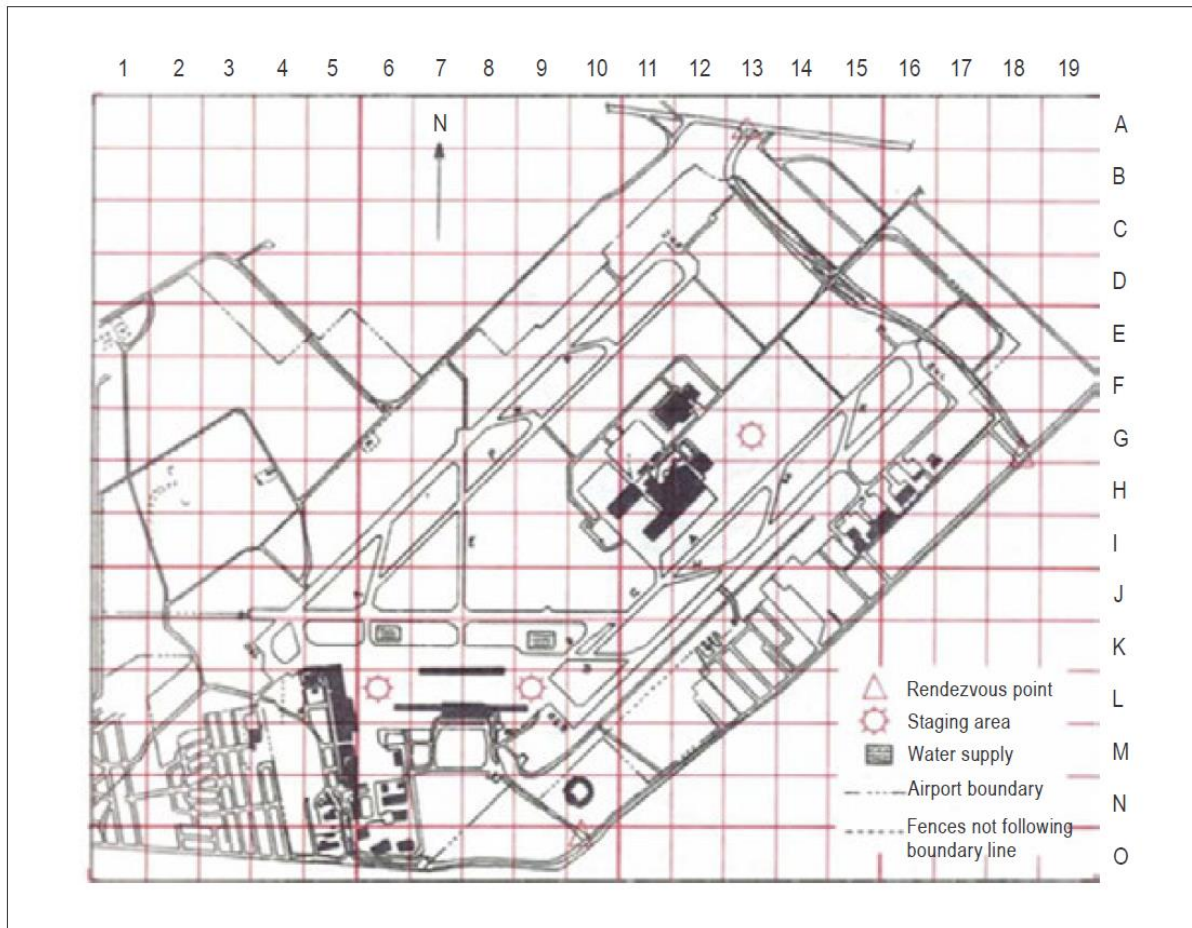 1 2 3 4 5 6 7 8 9 10 11 12 13 14 15 16 17 18 19
N
A
B
C
D
E
F
G
H
I
J
K
L
M
N
O
Rendezvous point
Staging area
Water supply
Airport boundary
Fences not following
boundary line